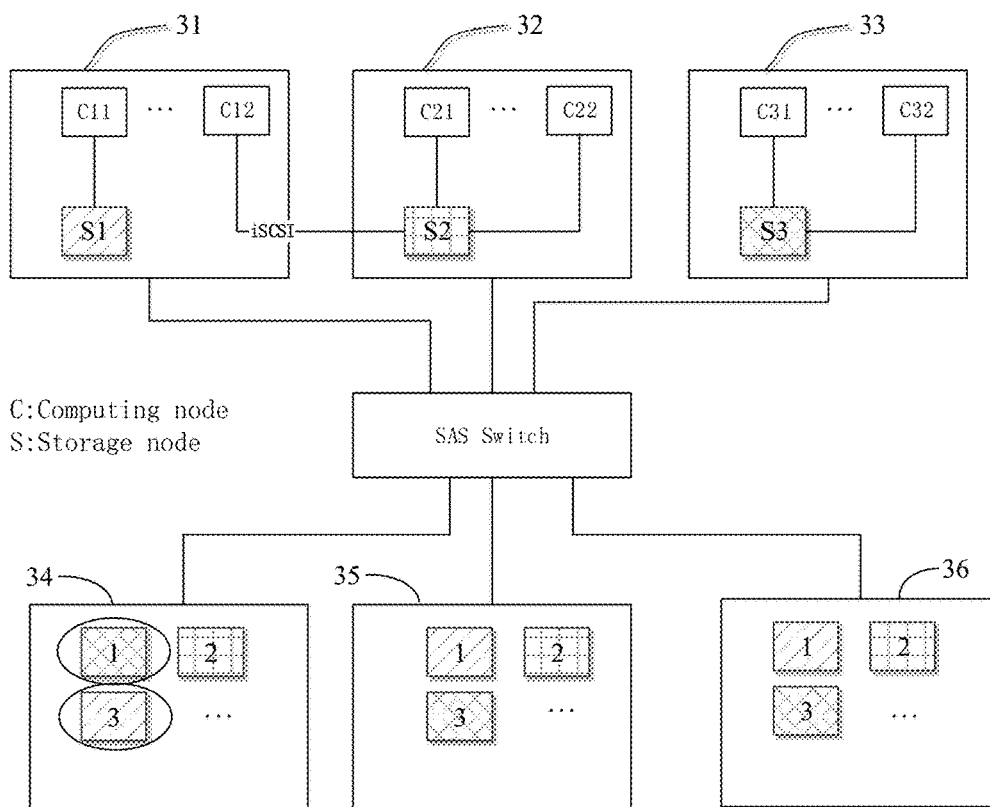 31
32
33
C11 ... C12
C21 ... C22
C31 ... C32
S1
iSCSI
S2
S3
C:Computing node
S:Storage node
SAS Switch
34
35
36
1 2
3 ...
1 2
3 ...
1 2
3 ...